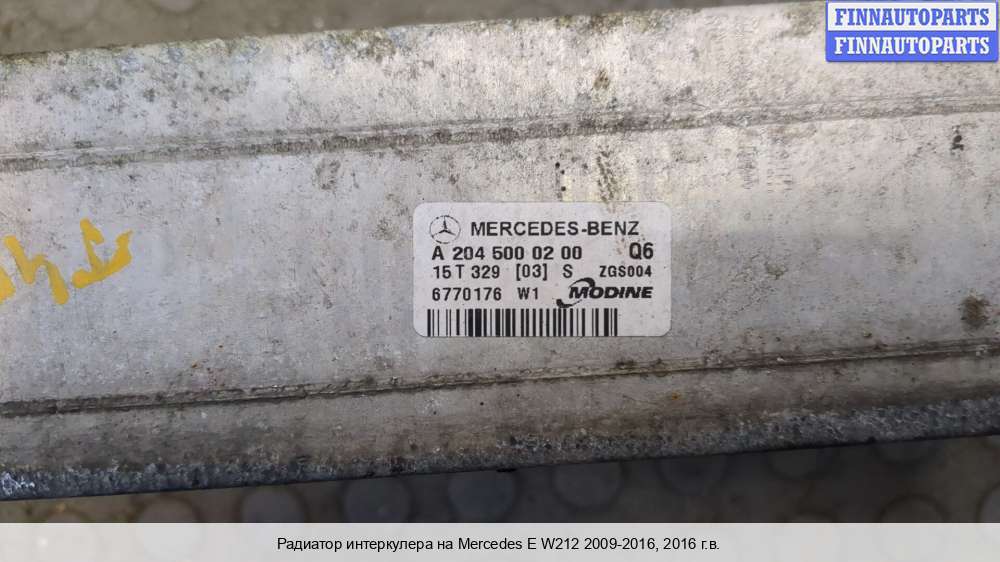 FINNAUTOPARTS
FINNAUTOPARTS
MERCEDES-BENZ
A 204 500 02 00 Q6
15 T 329 [03] S ZGS004
6770176 W1 MODINE
Радиатор интеркулера на Mercedes E W212 2009-2016, 2016 г.в.